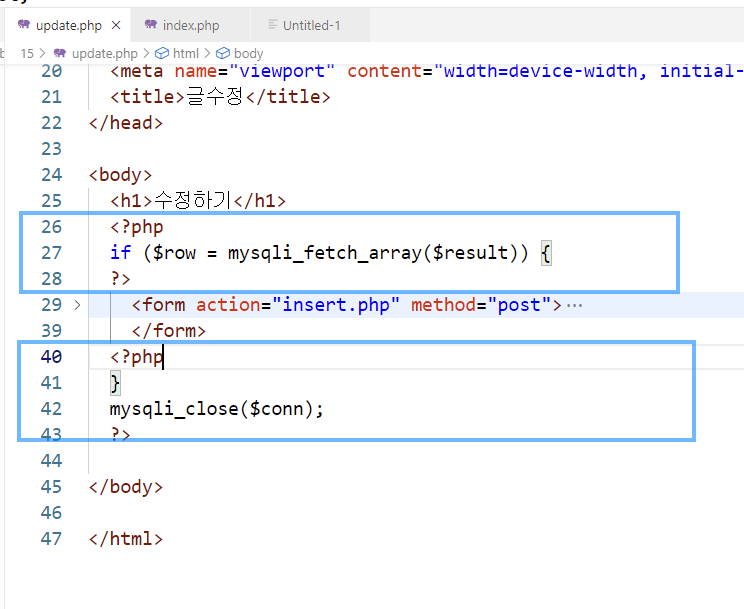 update.php × index.php Untitled-1
15 > update.php > html > body
20 <meta name="viewport" content="width=device-width, initial-
21 <title>글수정</title>
22 </head>
23
24 <body>
25 <h1>수정하기</h1>
26 <?php
27 if ($row = mysqli_fetch_array($result)) {
28 ?>
29 > <form action="insert.php" method="post">…
39 </form>
40 <?php
41 }
42 mysqli_close($conn);
43 ?>
44
45 </body>
46
47 </html>